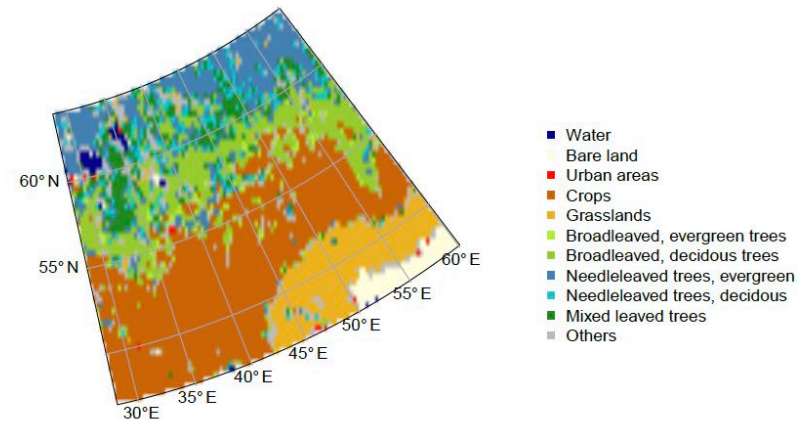 60° N
55° N
30° E
35° E
40° E
45° E
50° E
55° E
60° E
Water
Bare land
Urban areas
Crops
Grasslands
Broadleaved, evergreen trees
Broadleaved, decidous trees
Needleleaved trees, evergreen
Needleleaved trees, decidous
Mixed leaved trees
Others